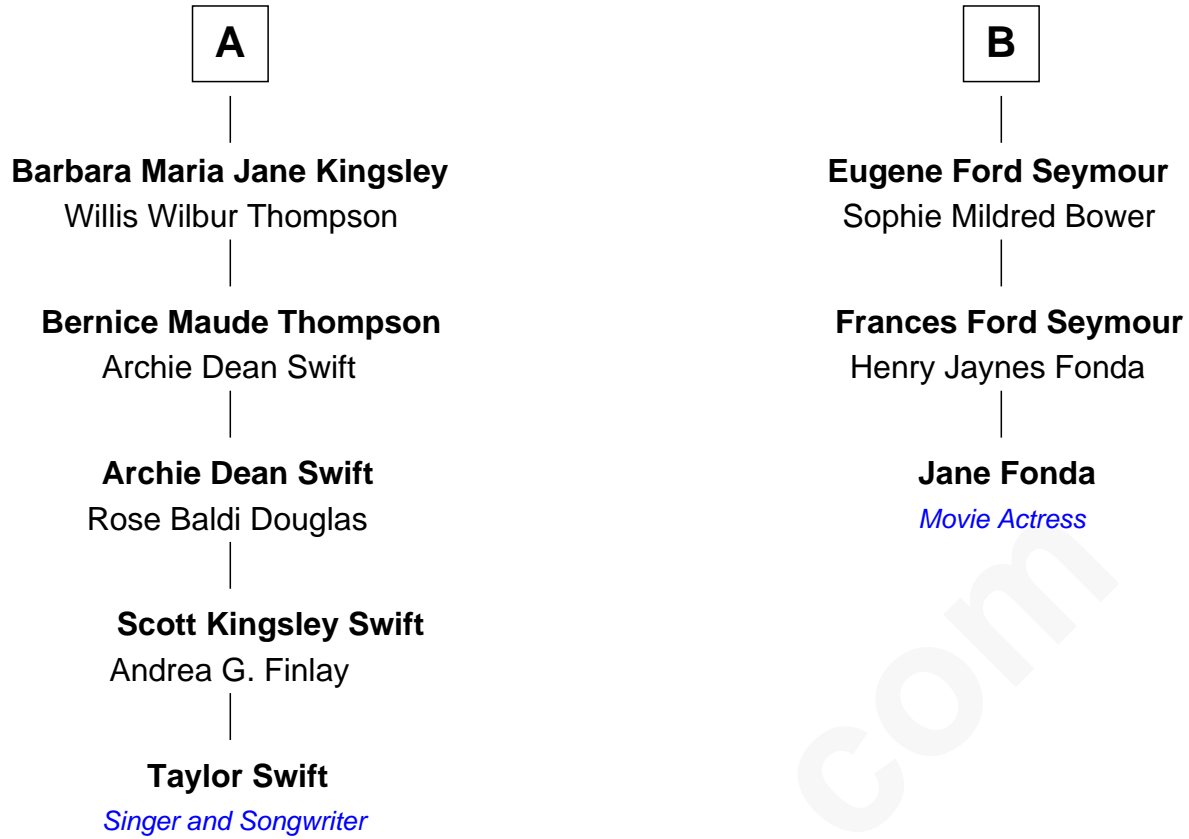 A
Barbara Maria Jane Kingsley
Willis Wilbur Thompson
Bernice Maude Thompson
Archie Dean Swift
Archie Dean Swift
Rose Baldi Douglas
Scott Kingsley Swift
Andrea G. Finlay
Taylor Swift
Singer and Songwriter
B
Eugene Ford Seymour
Sophie Mildred Bower
Frances Ford Seymour
Henry Jaynes Fonda
Jane Fonda
Movie Actress
com